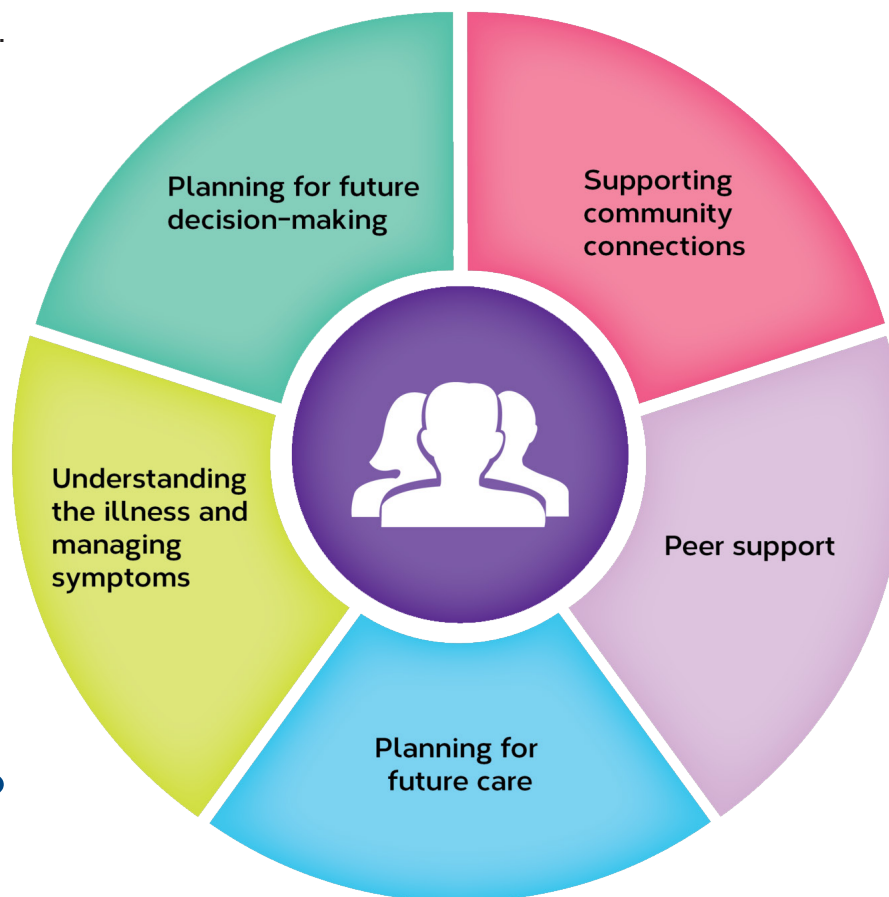 Planning for future
decision-making
Supporting
community
connections
Understanding
the illness and
managing
symptoms
Peer support
Planning for
future care